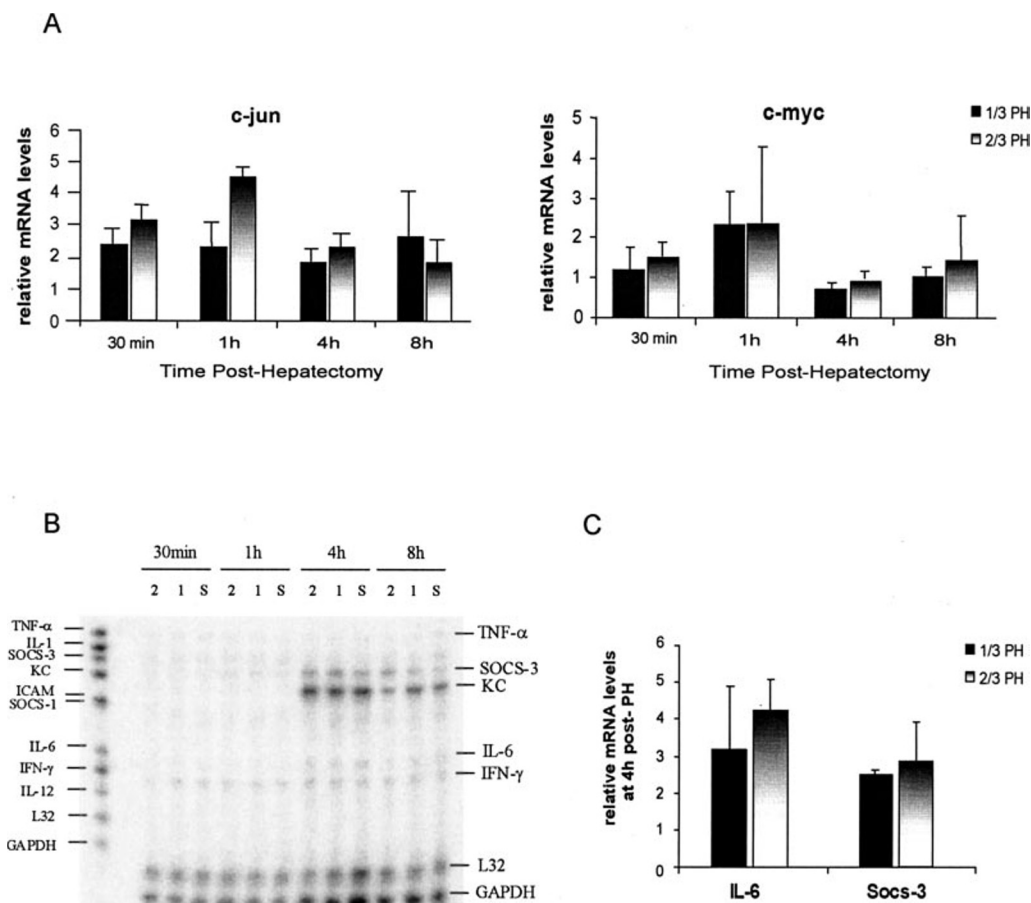 A
c-jun
relative mRNA levels
6
5
4
3
2
1
0
30 min 1h 4h 8h
Time Post-Hepatectomy
c-myc
1/3 PH
2/3 PH
relative mRNA levels
5
4
3
2
1
0
30 min 1h 4h 8h
Time Post-Hepatectomy
B
30min 1h 4h 8h
2 1 S 2 1 S 2 1 S 2 1 S
TNF-α
IL-1
SOCS-3
KC
ICAM
SOCS-1
IL-6
IFN-γ
IL-12
L32
GAPDH
TNF-α
SOCS-3
KC
IL-6
IFN-γ
L32
GAPDH
C
1/3 PH
2/3 PH
relative mRNA levels
at 4h post- PH
6
5
4
3
2
1
0
IL-6 Socs-3